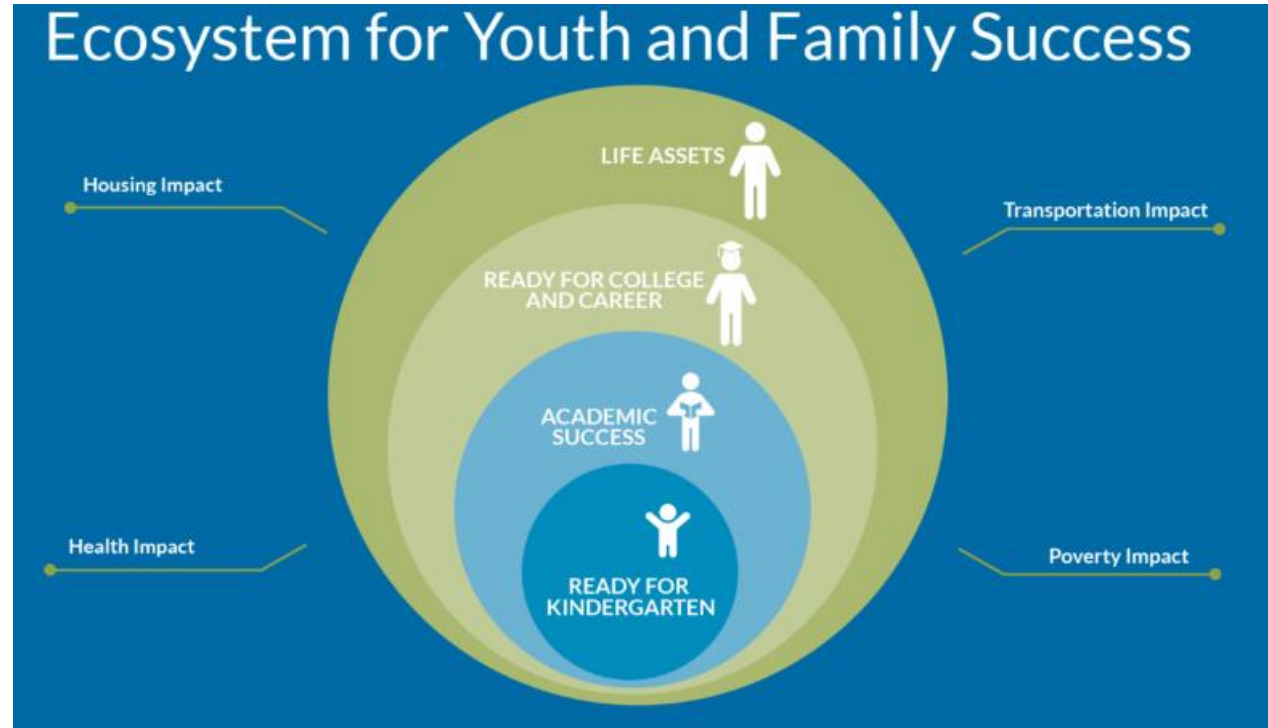 Ecosystem for Youth and Family Success
LIFE ASSETS
Housing Impact
Transportation Impact
READY FOR COLLEGE
AND CAREER
ACADEMIC
SUCCESS
Health Impact
Poverty Impact
READY FOR
KINDERGARTEN